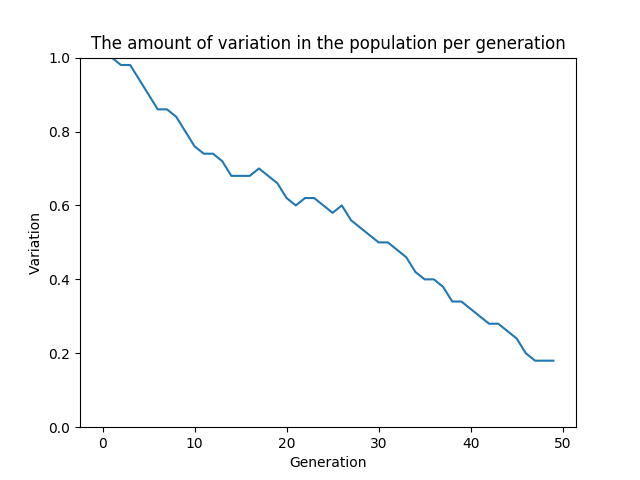 The amount of variation in the population per generation
1.0
0.8
0.6
0.4
0.2
0.0
Variation
0 10 20 30 40 50
Generation